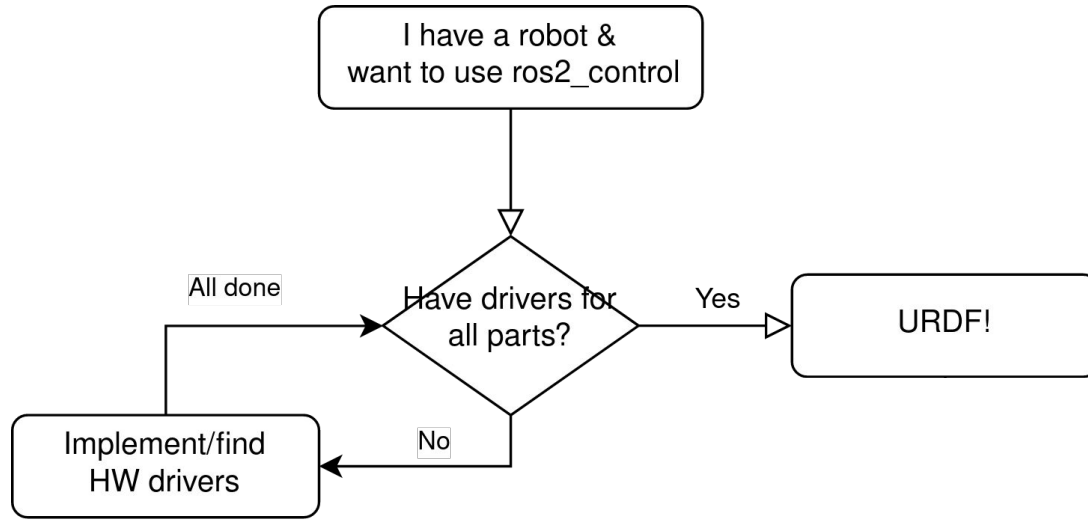 I have a robot &
want to use ros2_control
All done
Have drivers for
all parts?
Yes
URDF!
No
Implement/find
HW drivers